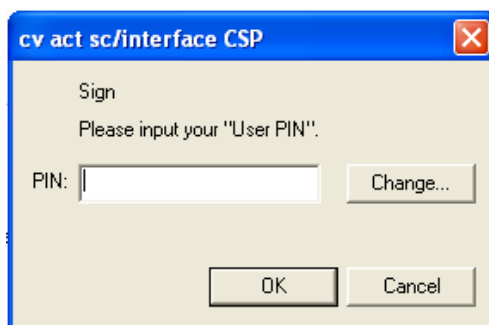 cv act sc/interface CSP
Sign
Please input your "User PIN".
PIN:
Change...
OK
Cancel